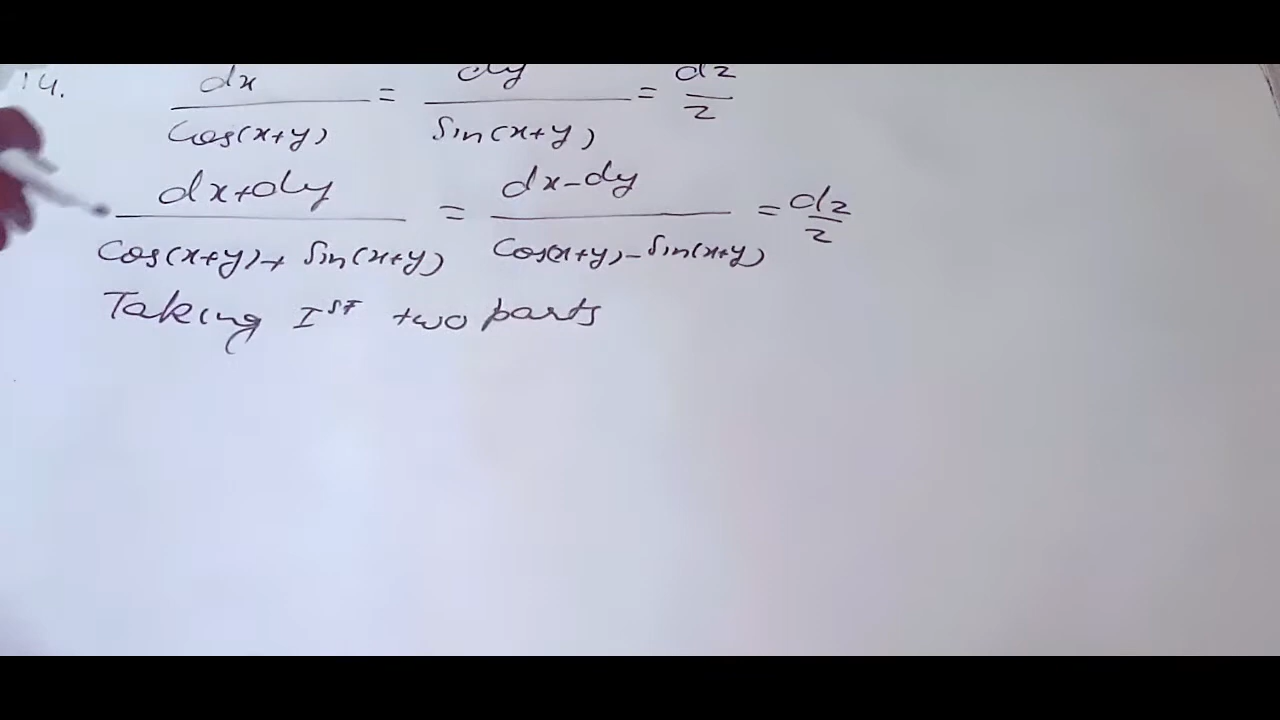 14. dx/cos(x+y) = dy/sin(x+y) = dz/z
dx+dy/cos(x+y)+sin(x+y) = dx-dy/cos(x+y)-sin(x+y) = dz/z
Taking Ist two parts